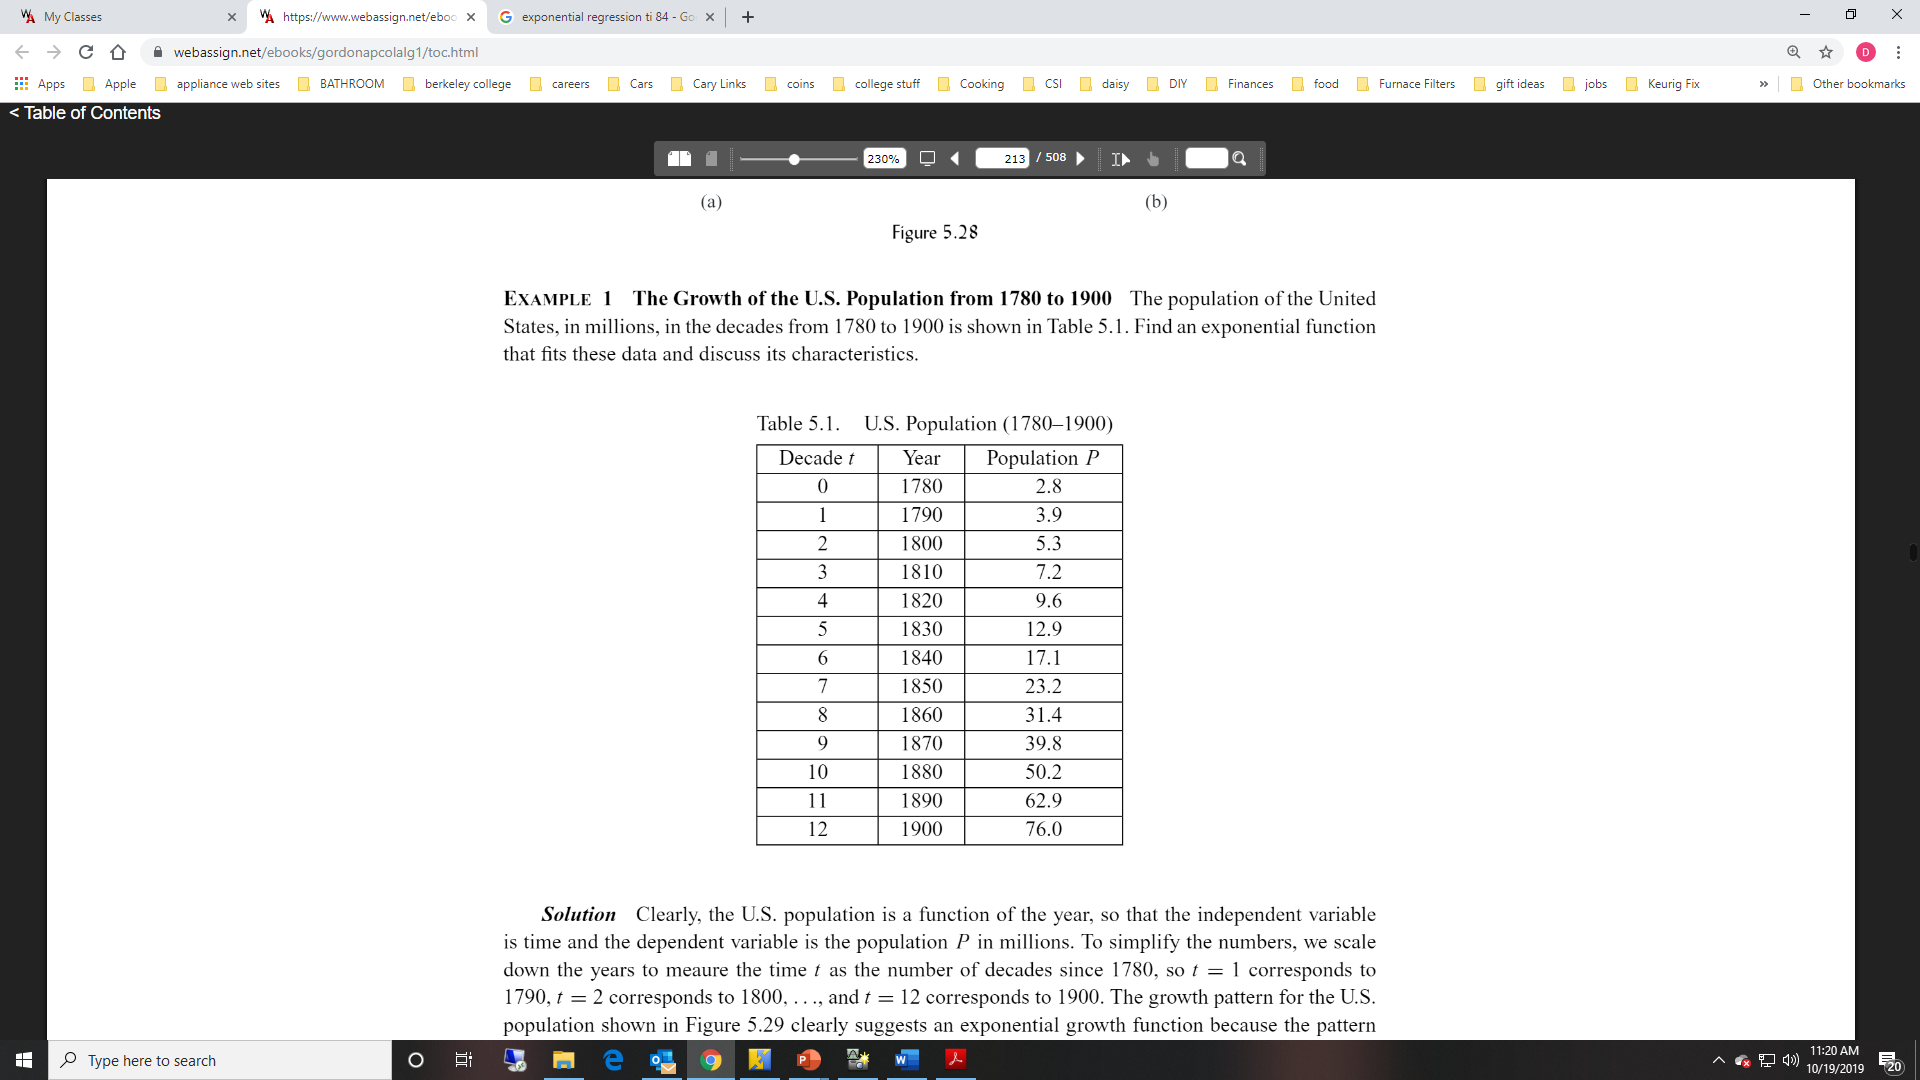 My Classes
https://www.webassign.net/eboo
exponential regression ti 84 - Go
webassign.net/ebooks/gordonapcolalg1/toc.html
D
Apps Apple appliance web sites BATHROOM berkeley college careers Cars Cary Links coins college stuff Cooking CSI daisy DIY Finances food Furnace Filters gift ideas jobs Keurig Fix » Other bookmarks
< Table of Contents
230% 213 / 508
(a) (b)
Figure 5.28
EXAMPLE 1 The Growth of the U.S. Population from 1780 to 1900 The population of the United
States, in millions, in the decades from 1780 to 1900 is shown in Table 5.1. Find an exponential function
that fits these data and discuss its characteristics.
Table 5.1. U.S. Population (1780–1900)
Decade t Year Population P
0 1780 2.8
1 1790 3.9
2 1800 5.3
3 1810 7.2
4 1820 9.6
5 1830 12.9
6 1840 17.1
7 1850 23.2
8 1860 31.4
9 1870 39.8
10 1880 50.2
11 1890 62.9
12 1900 76.0
Solution Clearly, the U.S. population is a function of the year, so that the independent variable
is time and the dependent variable is the population P in millions. To simplify the numbers, we scale
down the years to meaure the time t as the number of decades since 1780, so t = 1 corresponds to
1790, t = 2 corresponds to 1800, . . ., and t = 12 corresponds to 1900. The growth pattern for the U.S.
population shown in Figure 5.29 clearly suggests an exponential growth function because the pattern
Type here to search
11:20 AM
10/19/2019
20